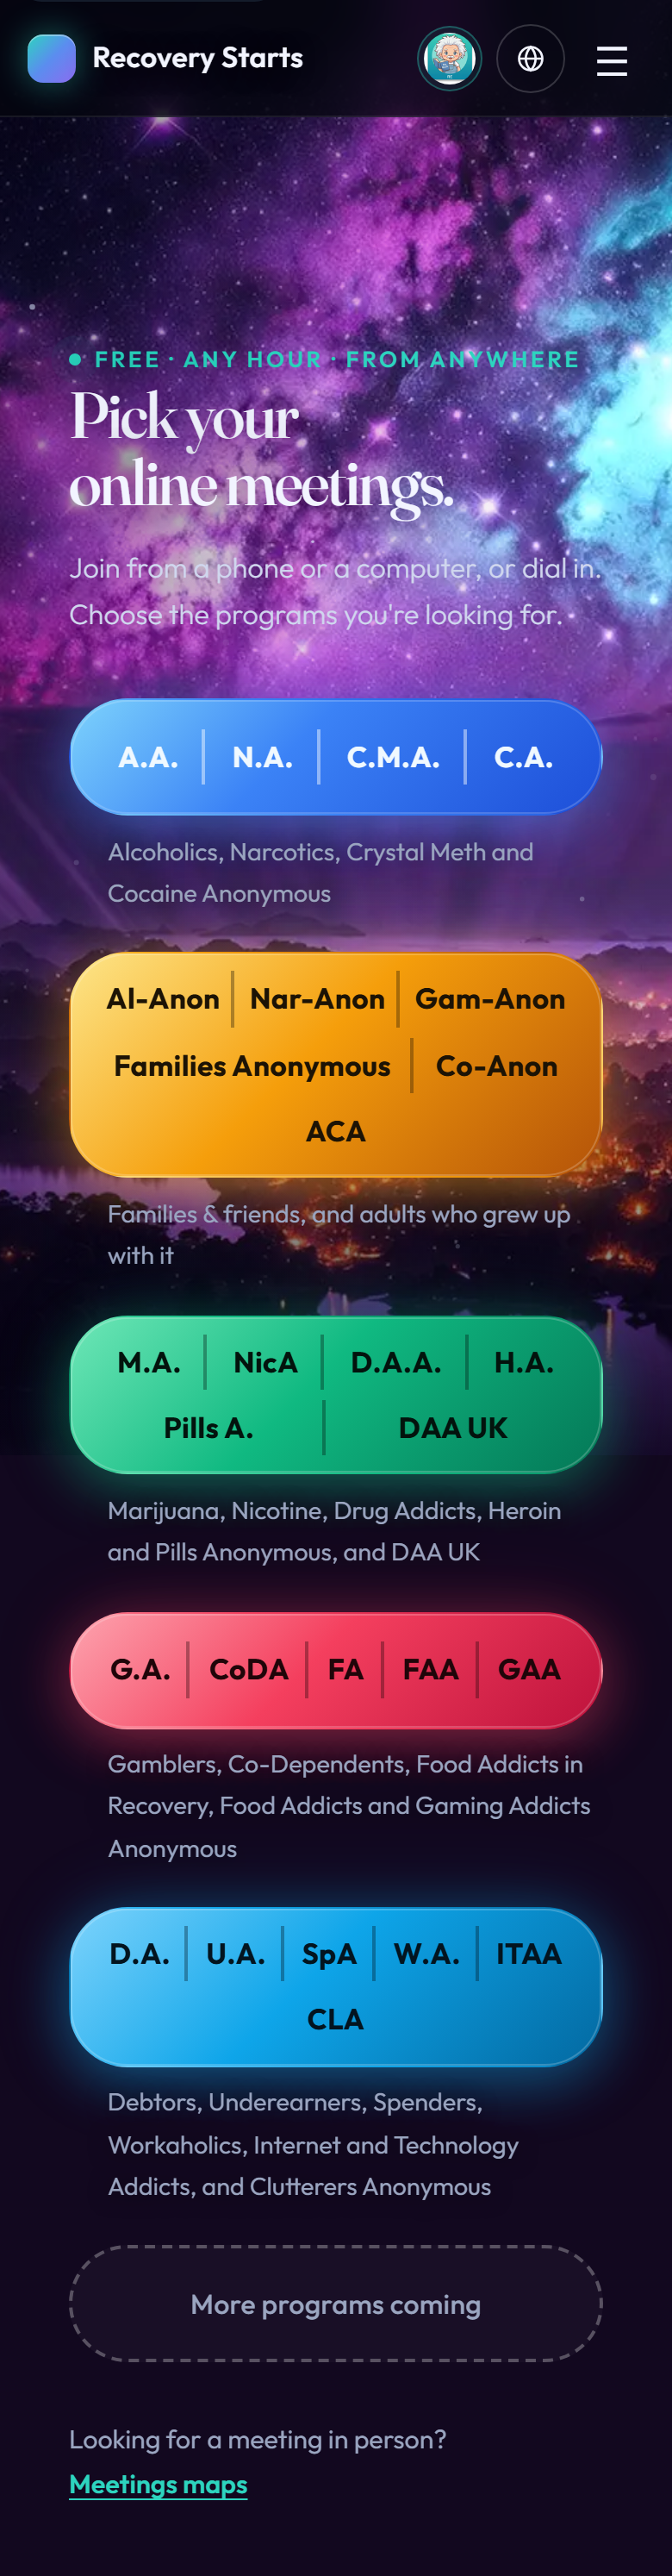 Recovery Starts
FREE · ANY HOUR · FROM ANYWHERE
Pick your
online meetings.
Join from a phone or a computer, or dial in.
Choose the programs you're looking for.
A.A. N.A. C.M.A. C.A.
Alcoholics, Narcotics, Crystal Meth and
Cocaine Anonymous
Al-Anon Nar-Anon Gam-Anon
Families Anonymous Co-Anon
ACA
Families & friends, and adults who grew up
with it
M.A. NicA D.A.A. H.A.
Pills A. DAA UK
Marijuana, Nicotine, Drug Addicts, Heroin
and Pills Anonymous, and DAA UK
G.A. CoDA FA FAA GAA
Gamblers, Co-Dependents, Food Addicts in
Recovery, Food Addicts and Gaming Addicts
Anonymous
D.A. U.A. SpA W.A. ITAA
CLA
Debtors, Underearners, Spenders,
Workaholics, Internet and Technology
Addicts, and Clutterers Anonymous
More programs coming
Looking for a meeting in person?
Meetings maps